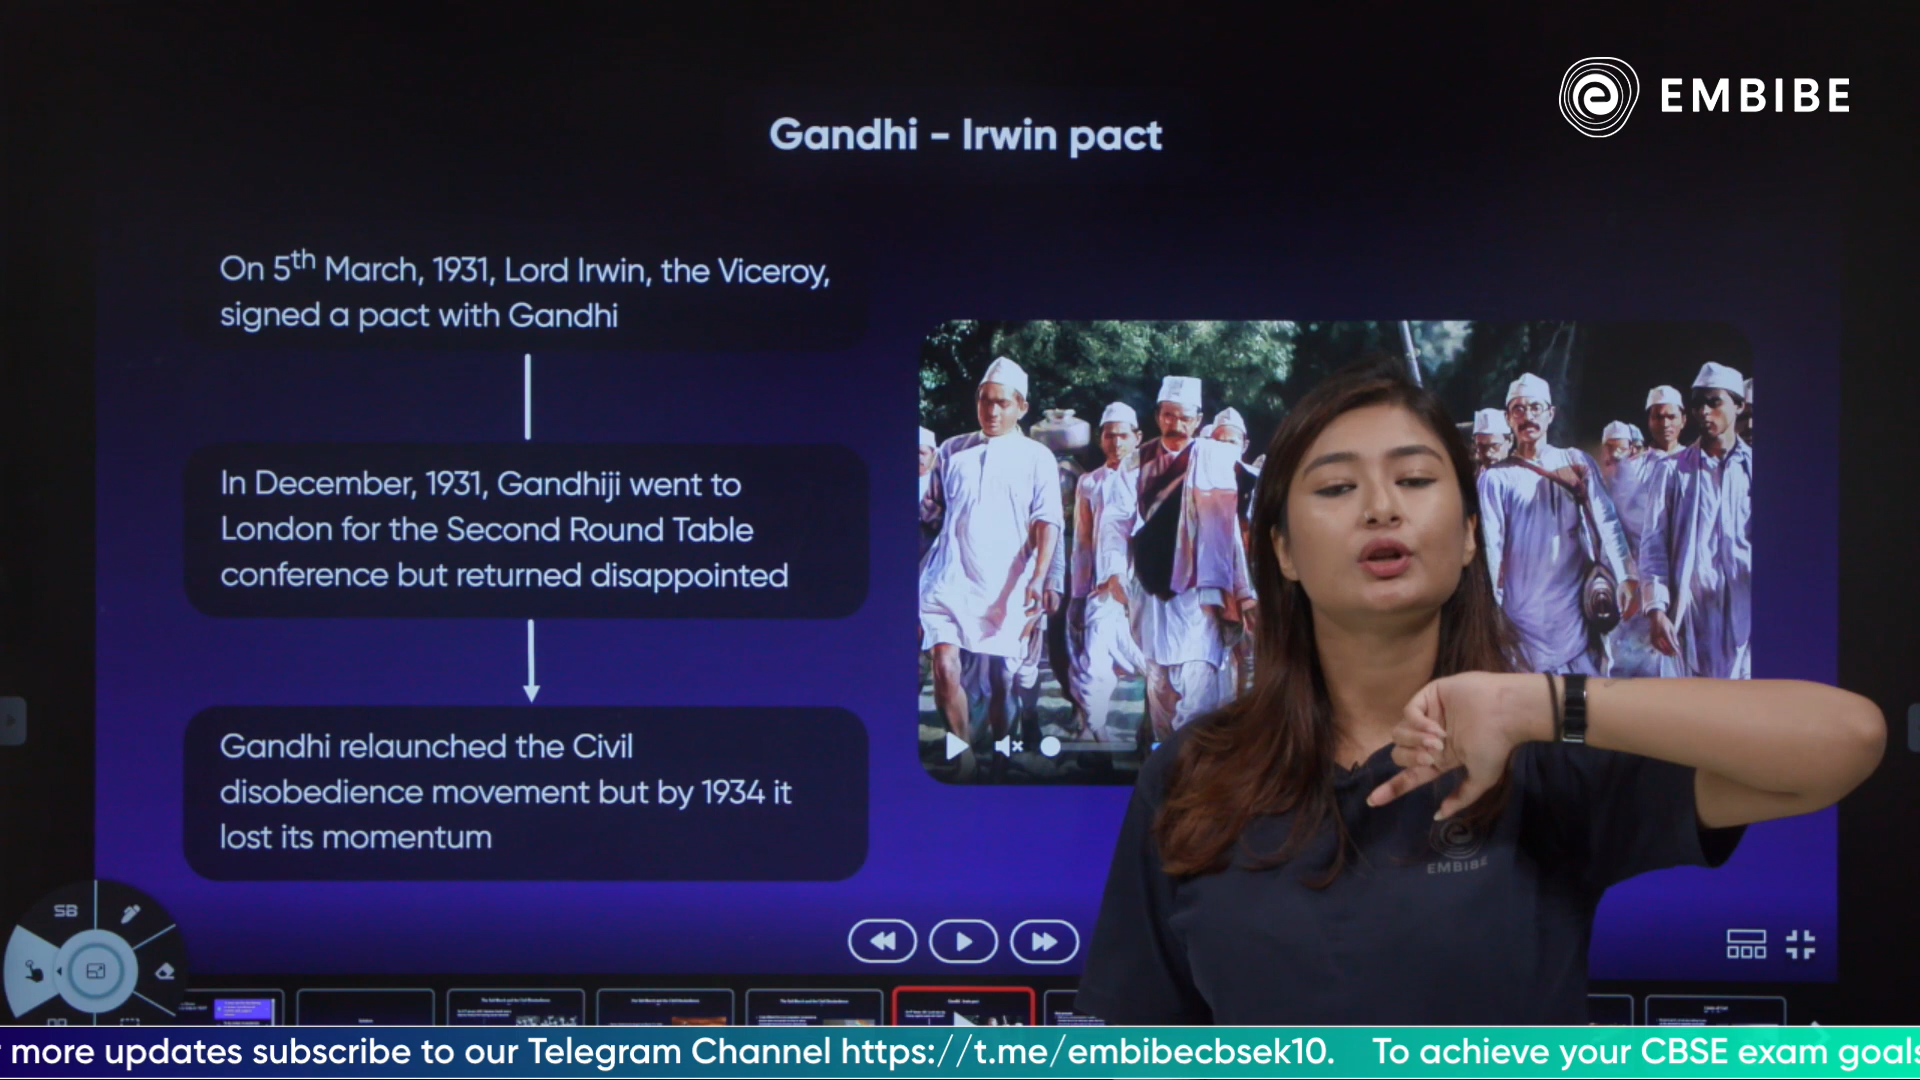 EMBIBE
Gandhi - Irwin pact
On 5th March, 1931, Lord Irwin, the Viceroy,
signed a pact with Gandhi
In December, 1931, Gandhiji went to
London for the Second Round Table
conference but returned disappointed
Gandhi relaunched the Civil
disobedience movement but by 1934 it
lost its momentum
EMBIBE
SB
more updates subscribe to our Telegram Channel https://t.me/embibecbsek10. To achieve your CBSE exam goals